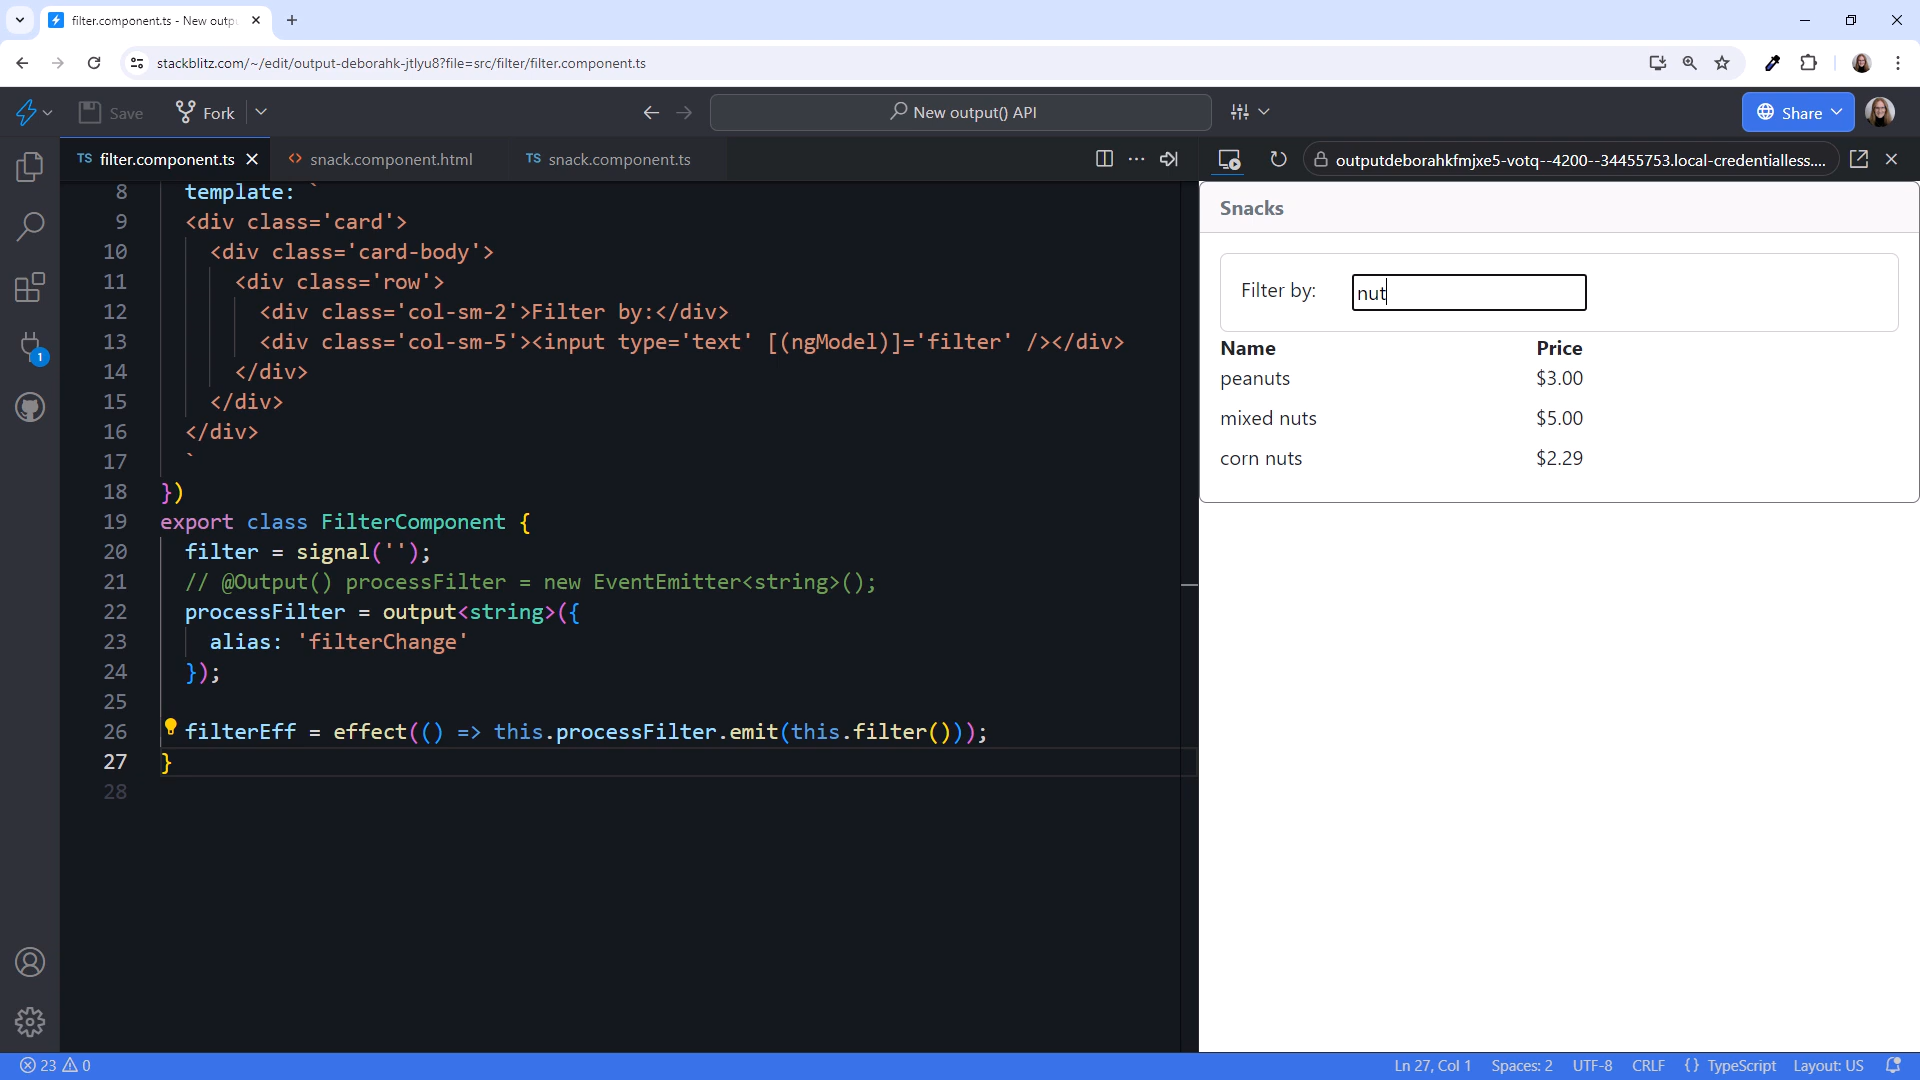 filter.component.ts - New outpu
stackblitz.com/~/edit/output-deborahk-jtlyu8?file=src/filter/filter.component.ts
Save
Fork
New output() API
Share
TS filter.component.ts
<> snack.component.html
TS snack.component.ts
outputdeborahkfmjxe5-votq--4200--34455753.local-credentialless....
1
8 template: `
9 <div class='card'>
10 <div class='card-body'>
11 <div class='row'>
12 <div class='col-sm-2'>Filter by:</div>
13 <div class='col-sm-5'><input type='text' [(ngModel)]='filter' /></div>
14 </div>
15 </div>
16 </div>
17 `
18 })
19 export class FilterComponent {
20 filter = signal('');
21 // @Output() processFilter = new EventEmitter<string>();
22 processFilter = output<string>({
23 alias: 'filterChange'
24 });
25
26 filterEff = effect(() => this.processFilter.emit(this.filter()));
27 }
28
Snacks
Filter by: nut
Name Price
peanuts $3.00
mixed nuts $5.00
corn nuts $2.29
23 0
Ln 27, Col 1 Spaces: 2 UTF-8 CRLF {} TypeScript Layout: US